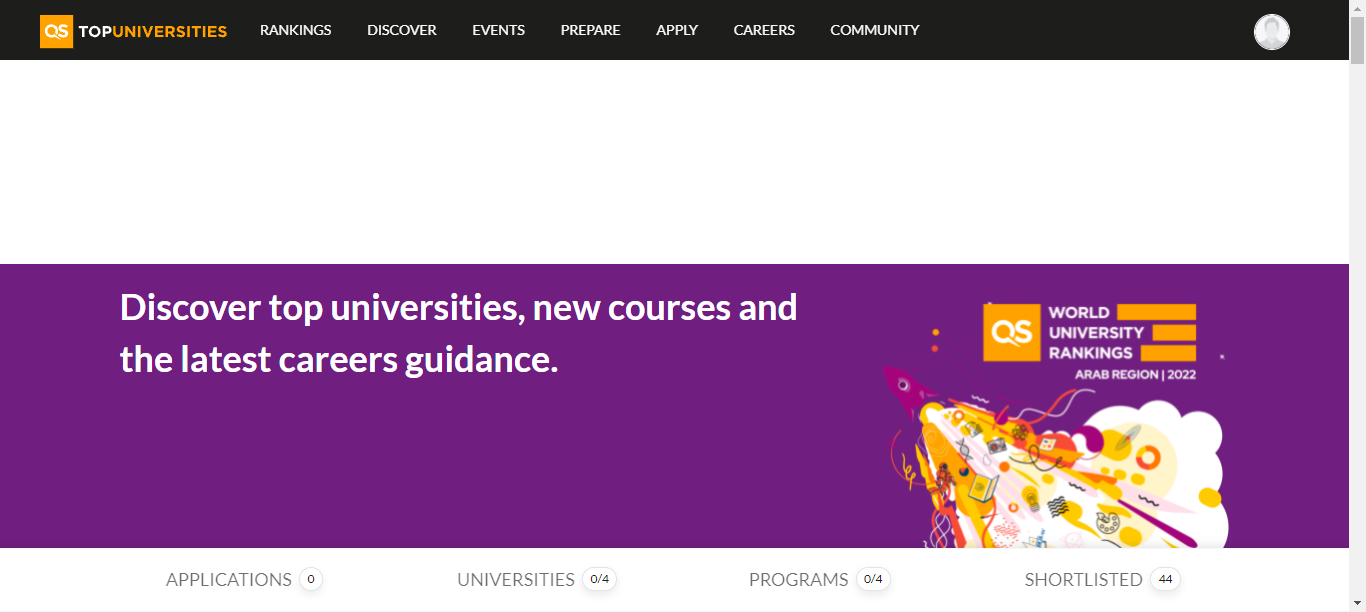 QS TOPUNIVERSITIES RANKINGS DISCOVER EVENTS PREPARE APPLY CAREERS COMMUNITY
Discover top universities, new courses and
the latest careers guidance.
QS WORLD
UNIVERSITY
RANKINGS
ARAB REGION | 2022
APPLICATIONS 0 UNIVERSITIES 0/4 PROGRAMS 0/4 SHORTLISTED 44